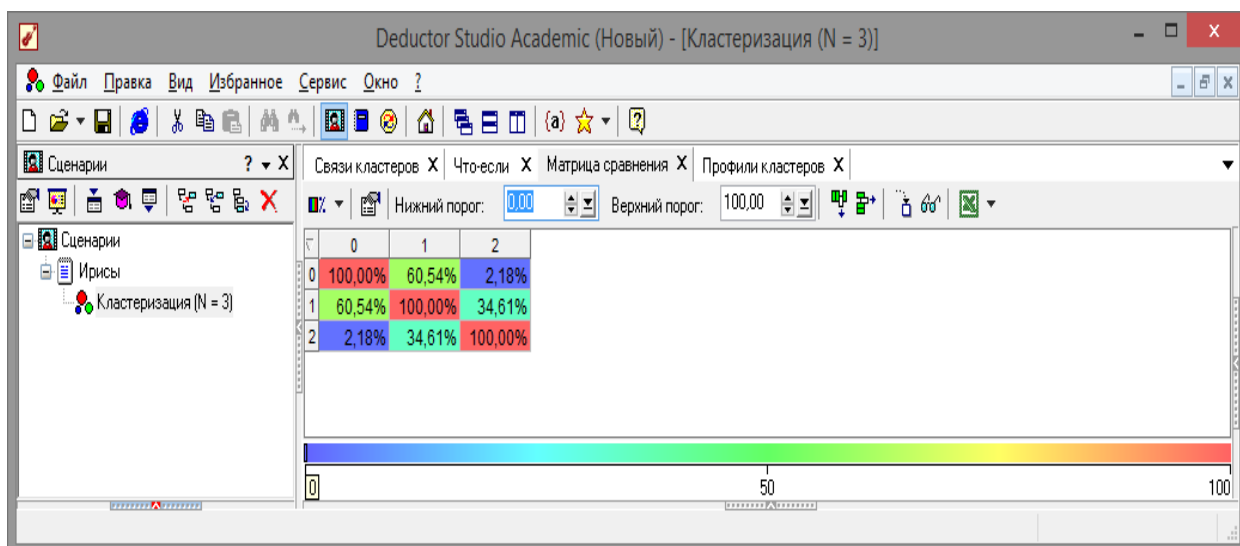 Deductor Studio Academic (Новый) - [Кластеризация (N = 3)]
Файл Правка Вид Избранное Сервис Окно ?
Сценарии ? X
Связи кластеров X Что-если X Матрица сравнения X Профили кластеров X
Нижний порог: 0,00 Верхний порог: 100,00
Сценарии
Ирисы
Кластеризация (N = 3)
0 1 2
0 100,00% 60,54% 2,18%
1 60,54% 100,00% 34,61%
2 2,18% 34,61% 100,00%
0 50 100